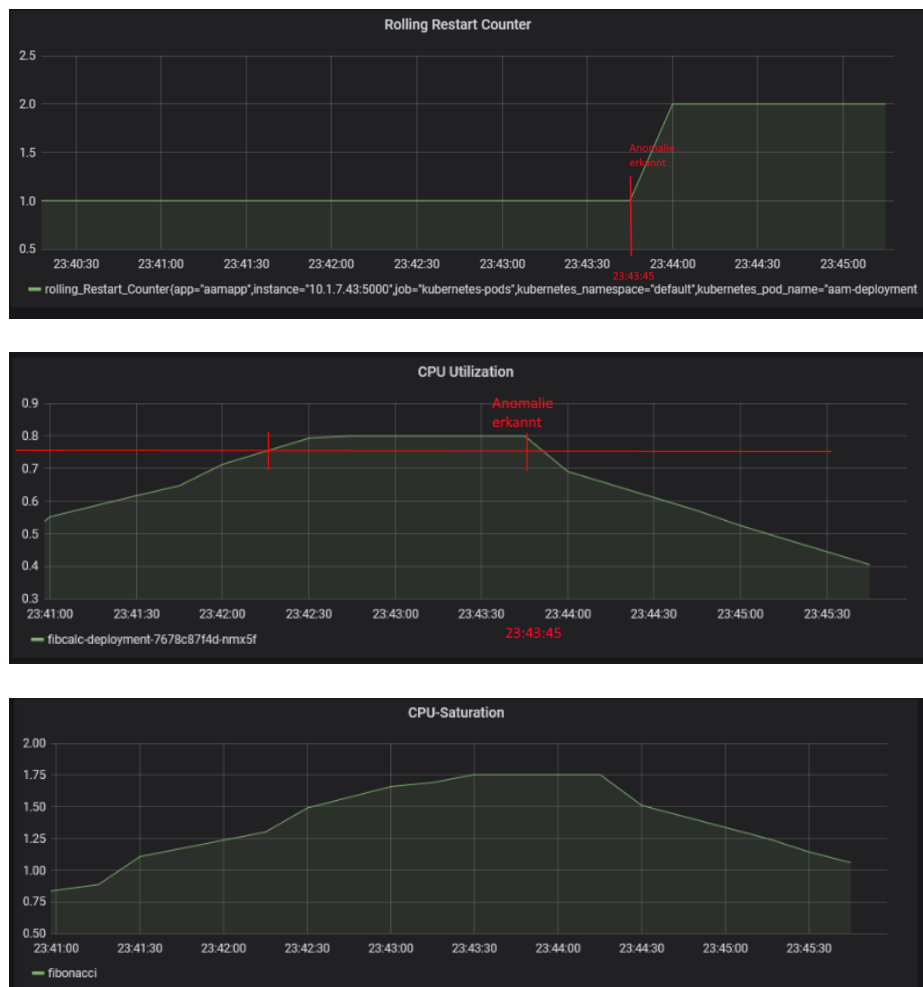 Rolling Restart Counter
2.5
2.0
1.5
Anomalie
erkannt
1.0
0.5
23:40:30 23:41:00 23:41:30 23:42:00 23:42:30 23:43:00 23:43:30 23:44:00 23:44:30 23:45:00
23:43:45
rolling_Restart_Counter{app="aamapp",instance="10.1.7.43:5000",job="kubernetes-pods",kubernetes_namespace="default",kubernetes_pod_name="aam-deployment
CPU Utilization
0.9
Anomalie
erkannt
0.8
0.7
0.6
0.5
0.4
0.3
23:41:00 23:41:30 23:42:00 23:42:30 23:43:00 23:43:30 23:44:00 23:44:30 23:45:00 23:45:30
23:43:45
fibcalc-deployment-7678c87f4d-nmx5f
CPU-Saturation
2.00
1.75
1.50
1.25
1.00
0.75
0.50
23:41:00 23:41:30 23:42:00 23:42:30 23:43:00 23:43:30 23:44:00 23:44:30 23:45:00 23:45:30
fibonacci